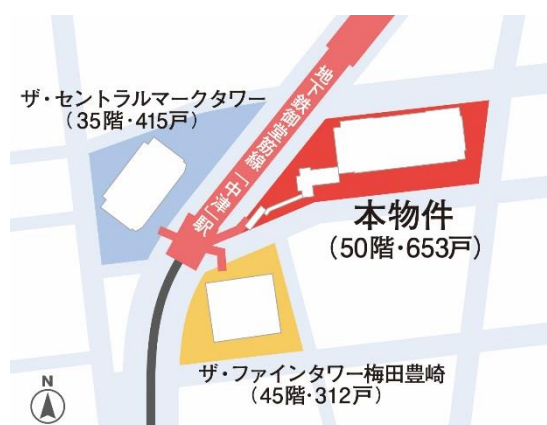 ザ・セントラルマークタワー
(35階・415戸)
地下鉄御堂筋線「中津」駅
本物件
(50階・653戸)
ザ・ファインタワー梅田豊崎
(45階・312戸)
N